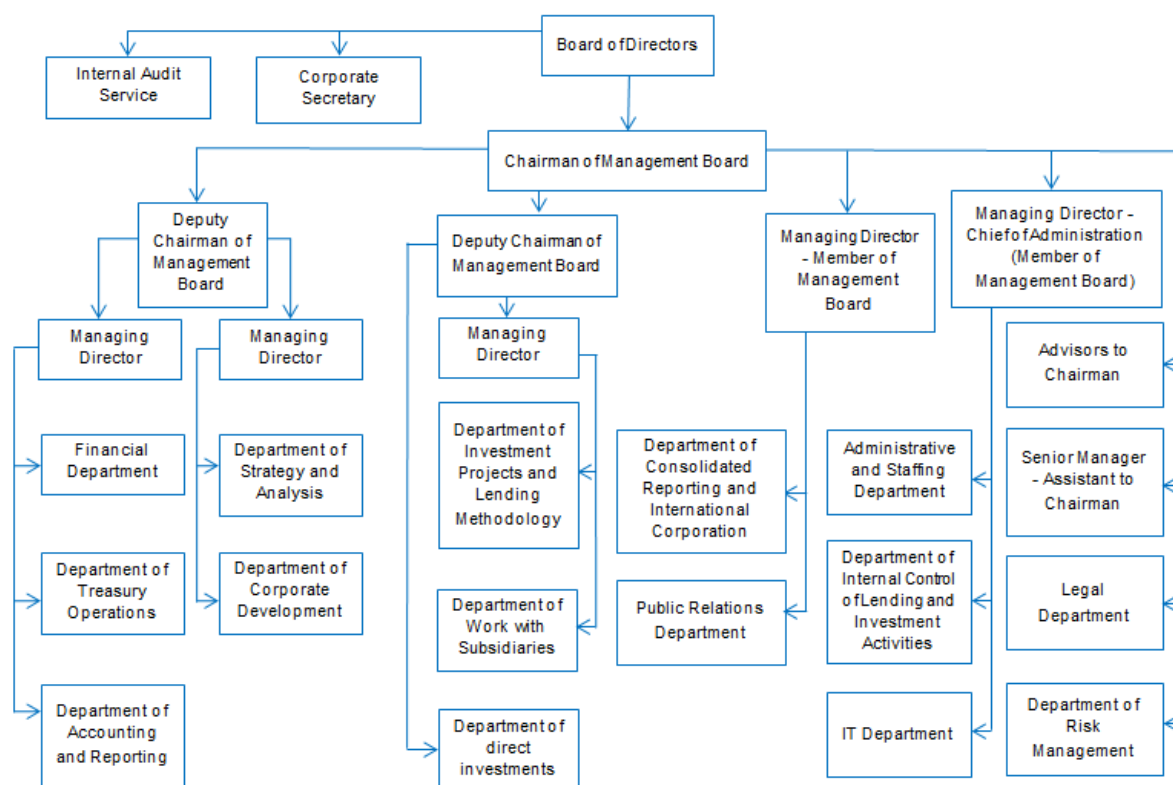 Board of Directors
Internal Audit
Service
Corporate
Secretary
Chairman of Management Board
Deputy
Chairman of
Management
Board
Deputy Chairman of
Management Board
Managing Director
– Member of
Management
Board
Managing Director –
Chief of Administration
(Member of
Management Board)
Managing
Director
Managing
Director
Managing
Director
Advisors to
Chairman
Financial
Department
Department of
Strategy and
Analysis
Department of
Investment
Projects and
Lending
Methodology
Department of
Consolidated
Reporting and
International
Corporation
Administrative
and Staffing
Department
Senior Manager
– Assistant to
Chairman
Department of
Treasury
Operations
Department of
Corporate
Development
Department of
Work with
Subsidiaries
Public Relations
Department
Department of
Internal Control
of Lending and
Investment
Activities
Legal
Department
Department of
Accounting
and Reporting
Department of
direct
investments
IT Department
Department of
Risk
Management